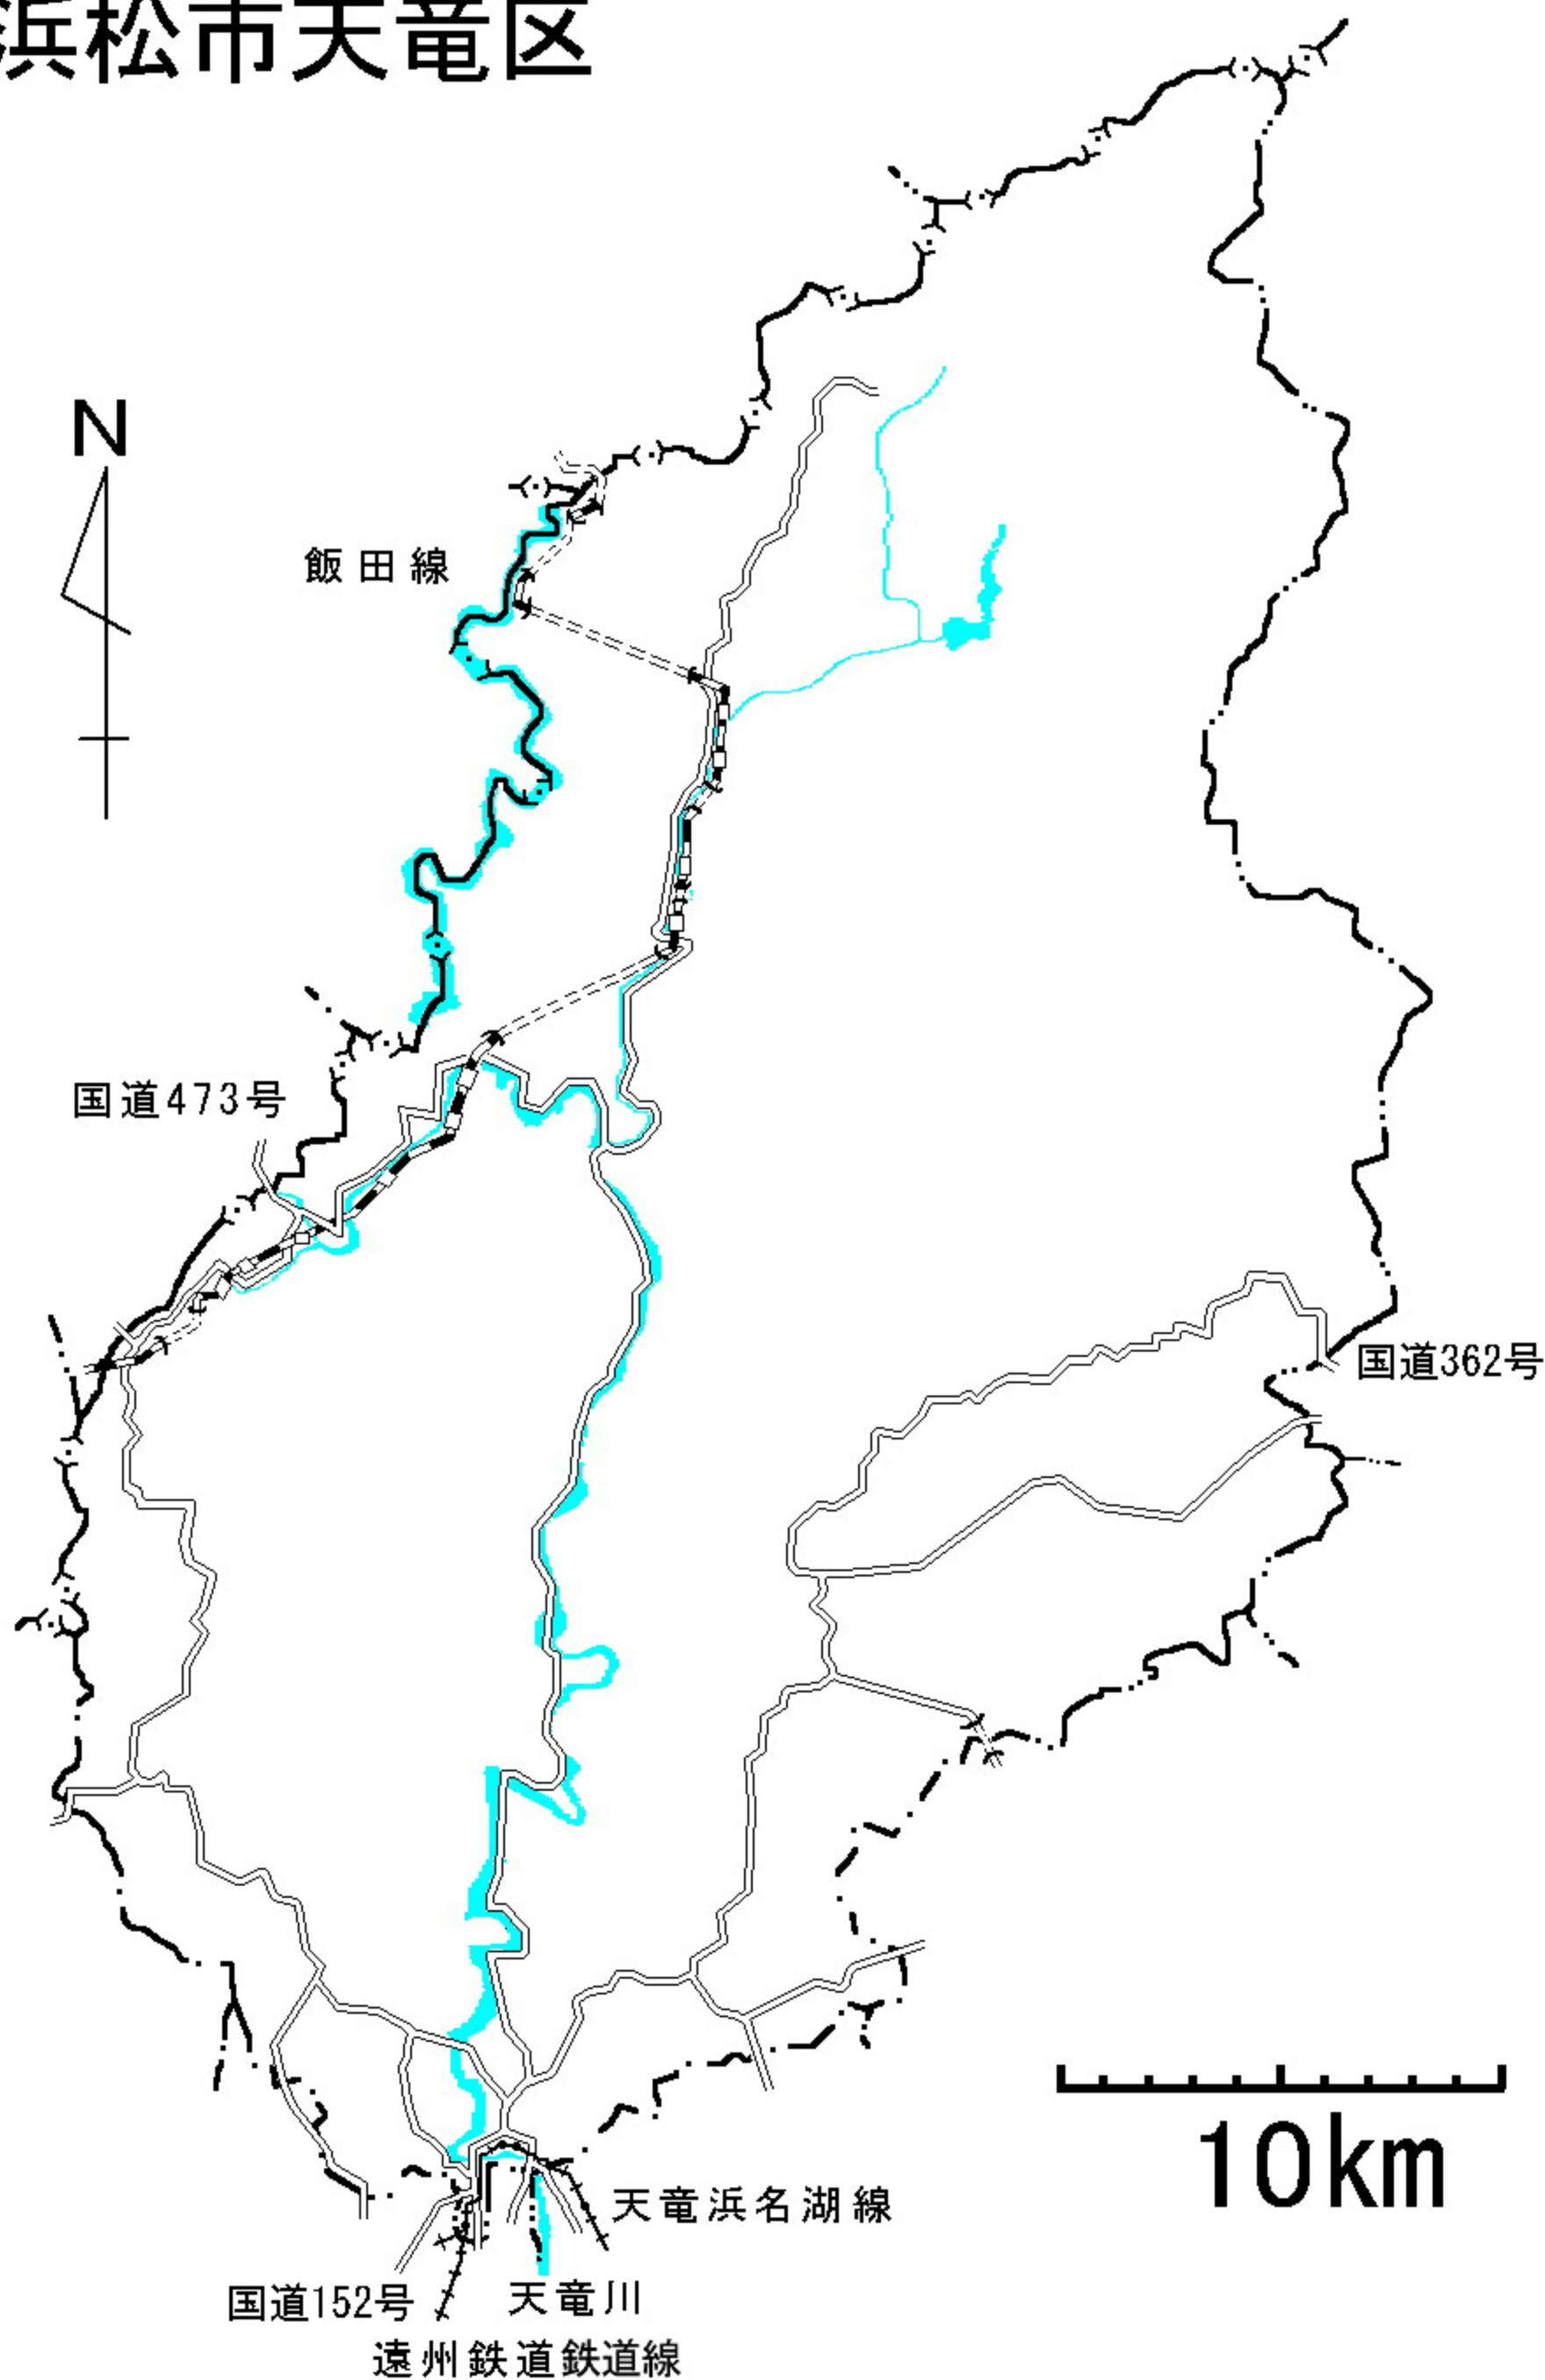 浜松市天竜区
N
飯田線
国道473号
国道362号
10km
天竜浜名湖線
国道152号
天竜川
遠州鉄道鉄道線